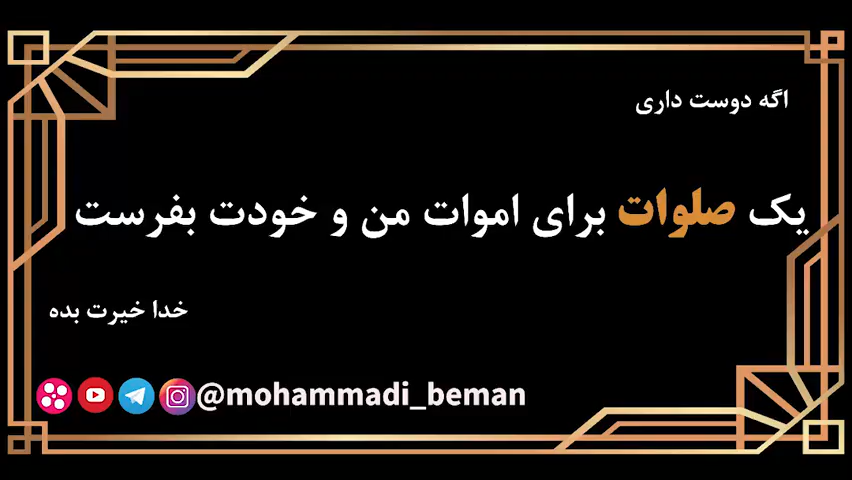 اگه دوست داری
یک صلوات برای اموات من و خودت بفرست
خدا خیرت بده
@mohammadi_beman